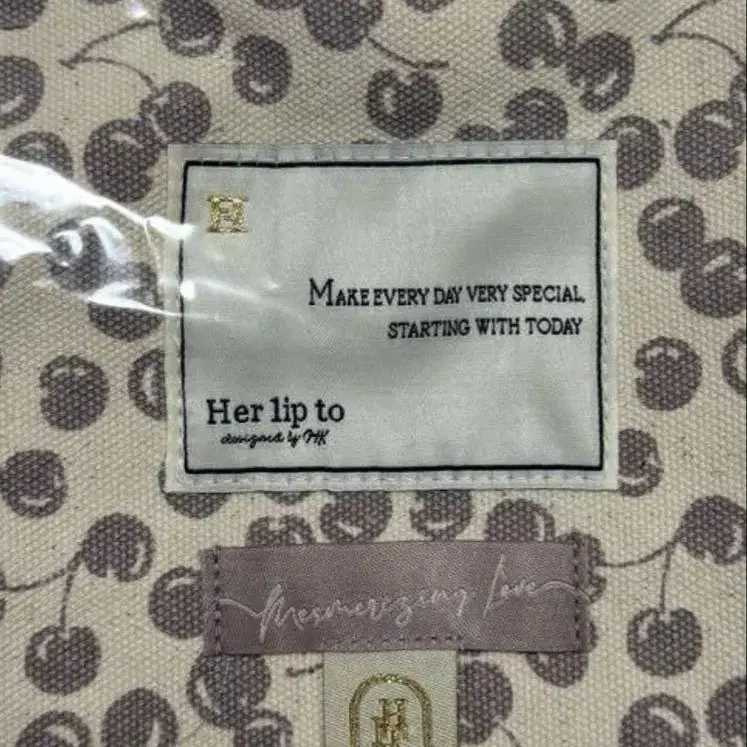 H
MAKE EVERY DAY VERY SPECIAL,
STARTING WITH TODAY
Her lip to
designed by HK
Mesmerizing Love